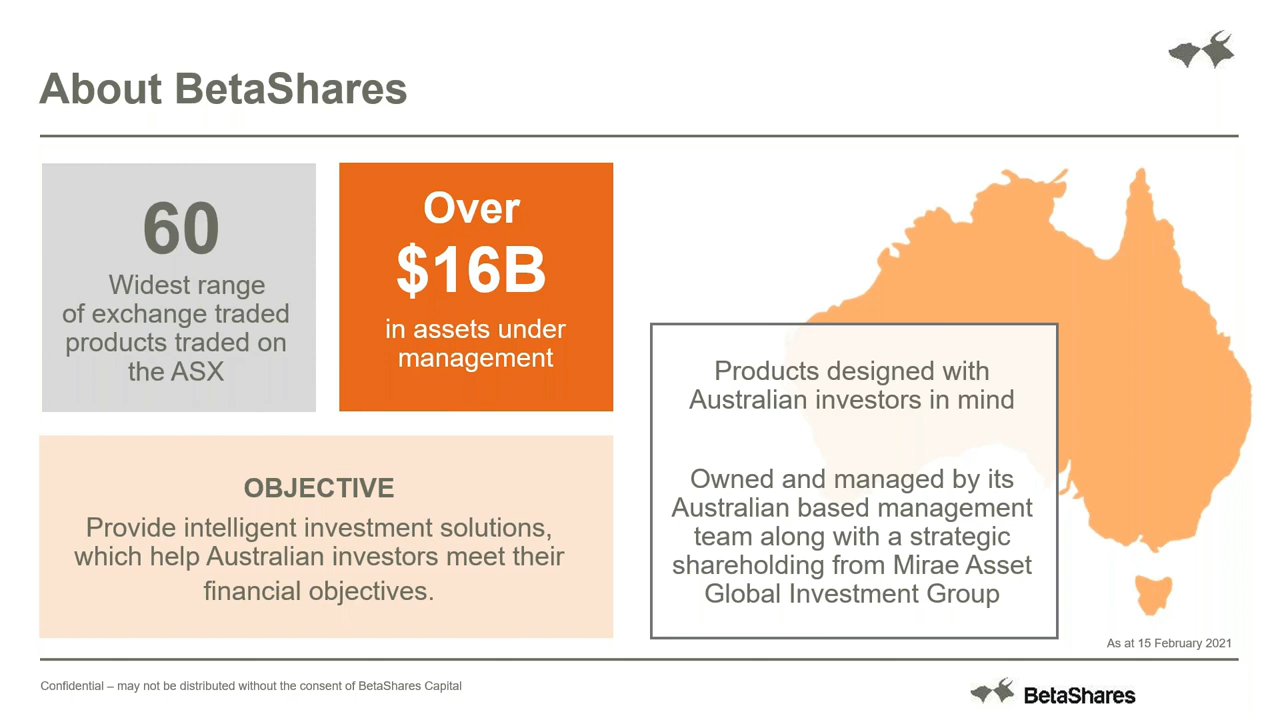 About BetaShares
60
Widest range
of exchange traded
products traded on
the ASX
Over
$16B
in assets under
management
OBJECTIVE
Provide intelligent investment solutions,
which help Australian investors meet their
financial objectives.
Products designed with
Australian investors in mind
Owned and managed by its
Australian based management
team along with a strategic
shareholding from Mirae Asset
Global Investment Group
As at 15 February 2021
Confidential – may not be distributed without the consent of BetaShares Capital
BetaShares